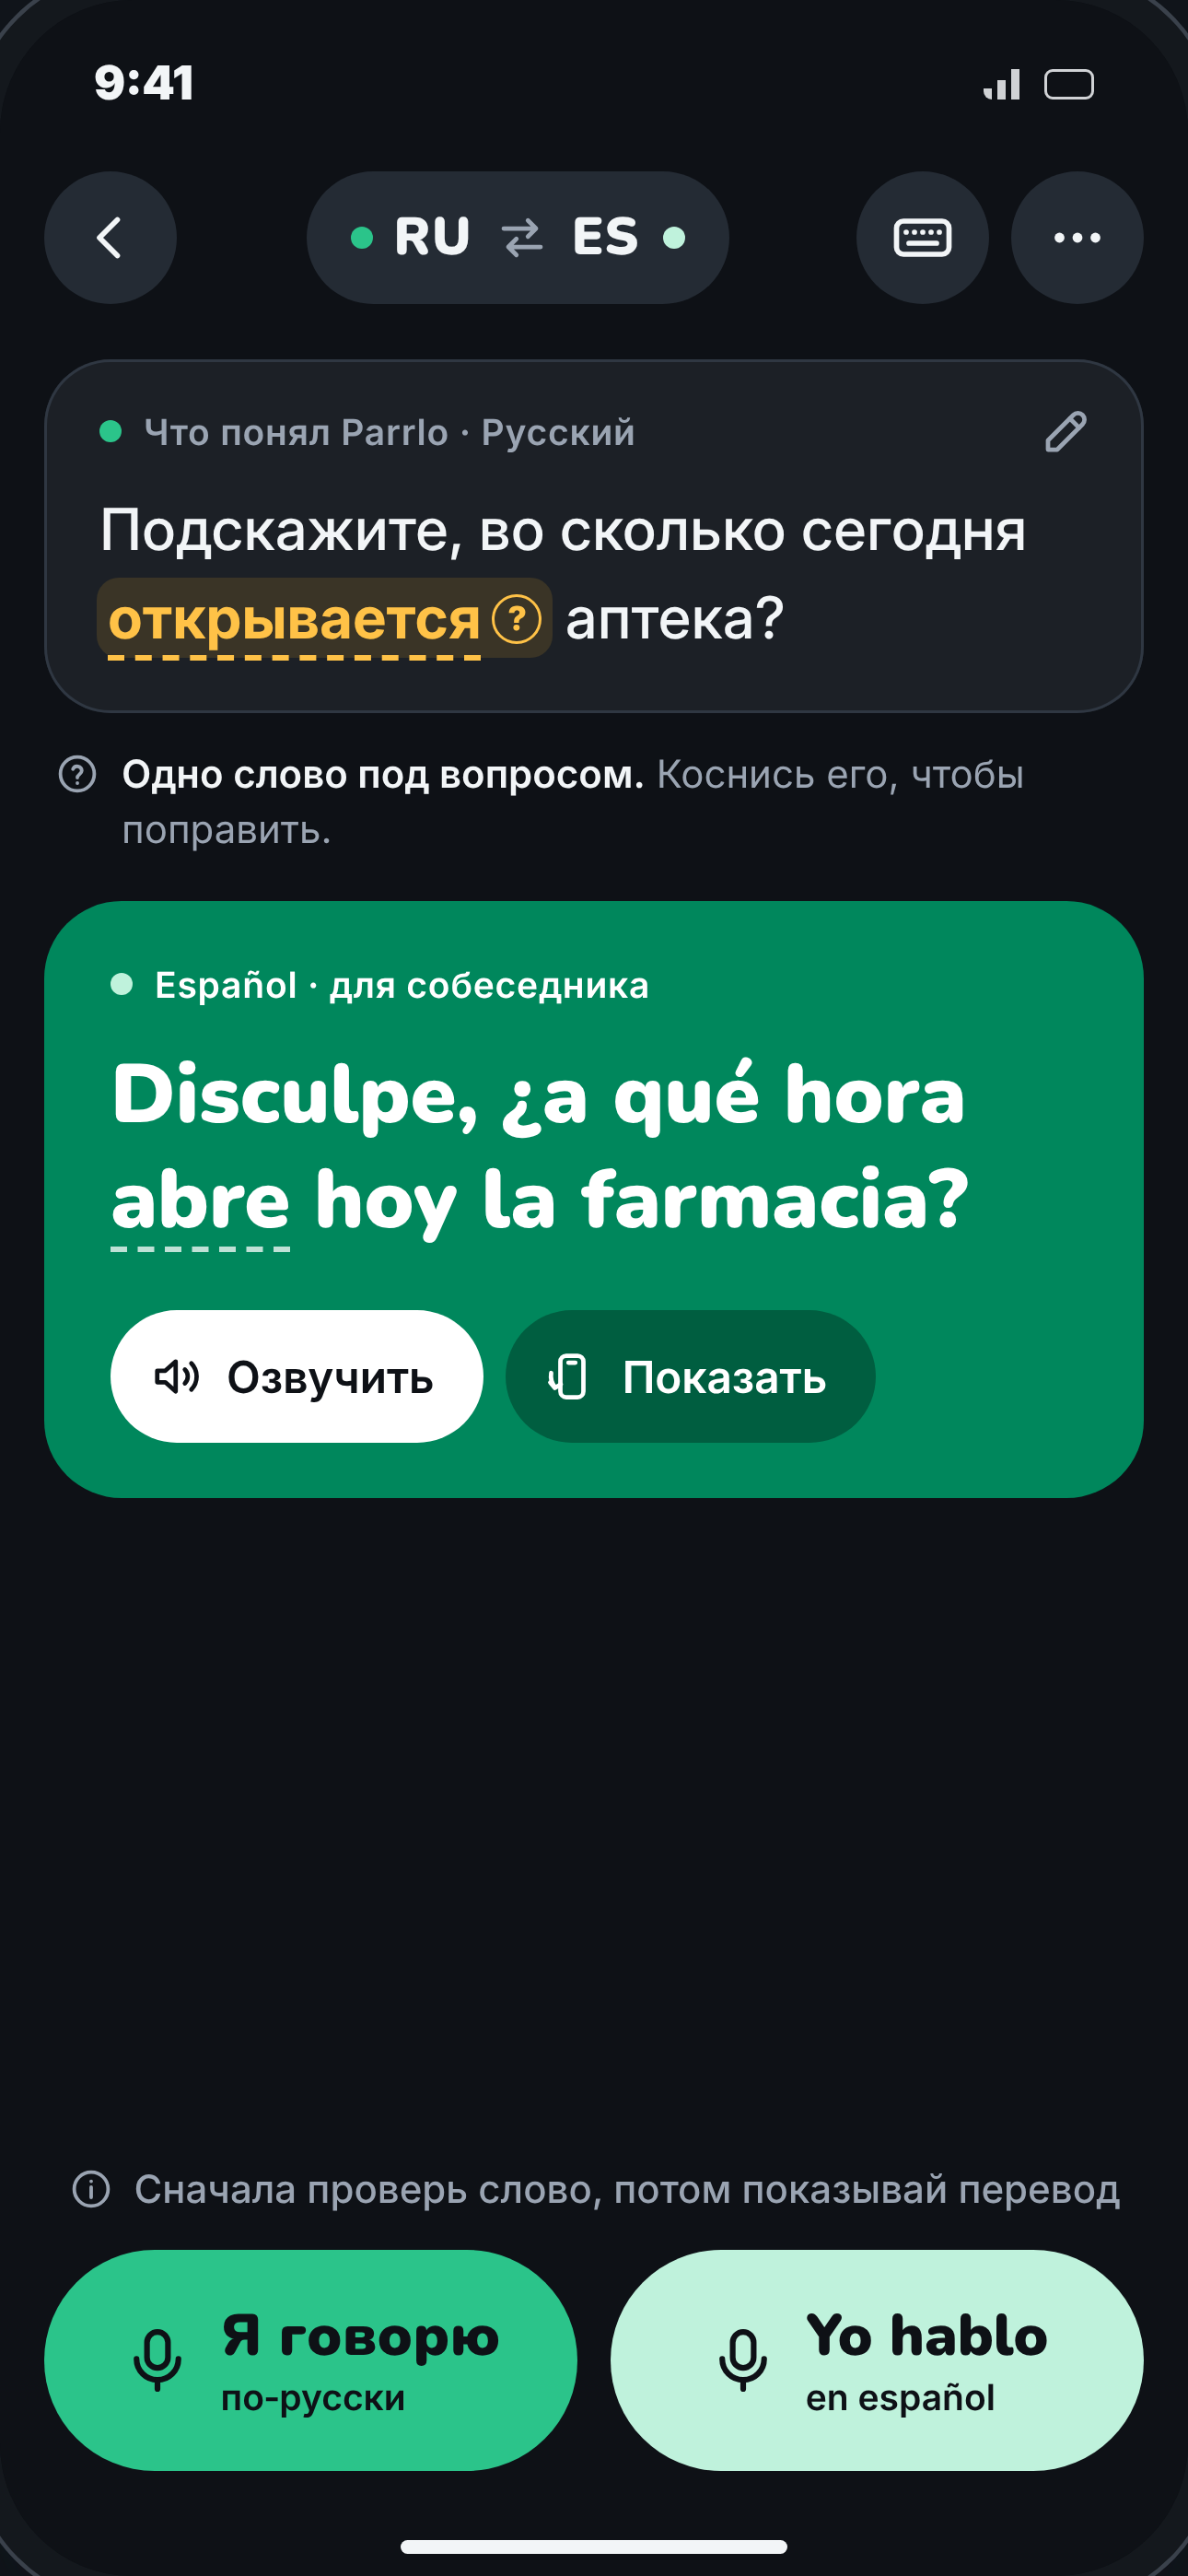 9:41
RU ES
Что понял Parrlo · Русский
Подскажите, во сколько сегодня
открывается ? аптека?
Одно слово под вопросом. Коснись его, чтобы
поправить.
Español · для собеседника
Disculpe, ¿a qué hora
abre hoy la farmacia?
Озвучить Показать
Сначала проверь слово, потом показывай перевод
Я говорю
по-русски
Yo hablo
en español